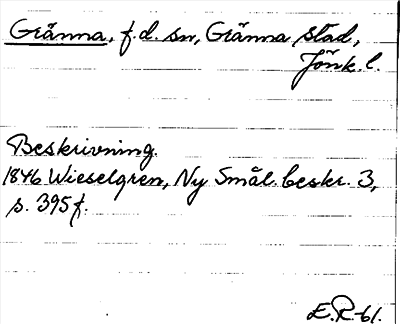 Gränna, f.d. sn, Gränna stad,
Jönk. l.
Beskrivning.
1846 Wieselgren, Ny Smål. beskr. 3,
s. 395 f.
E.R-61.